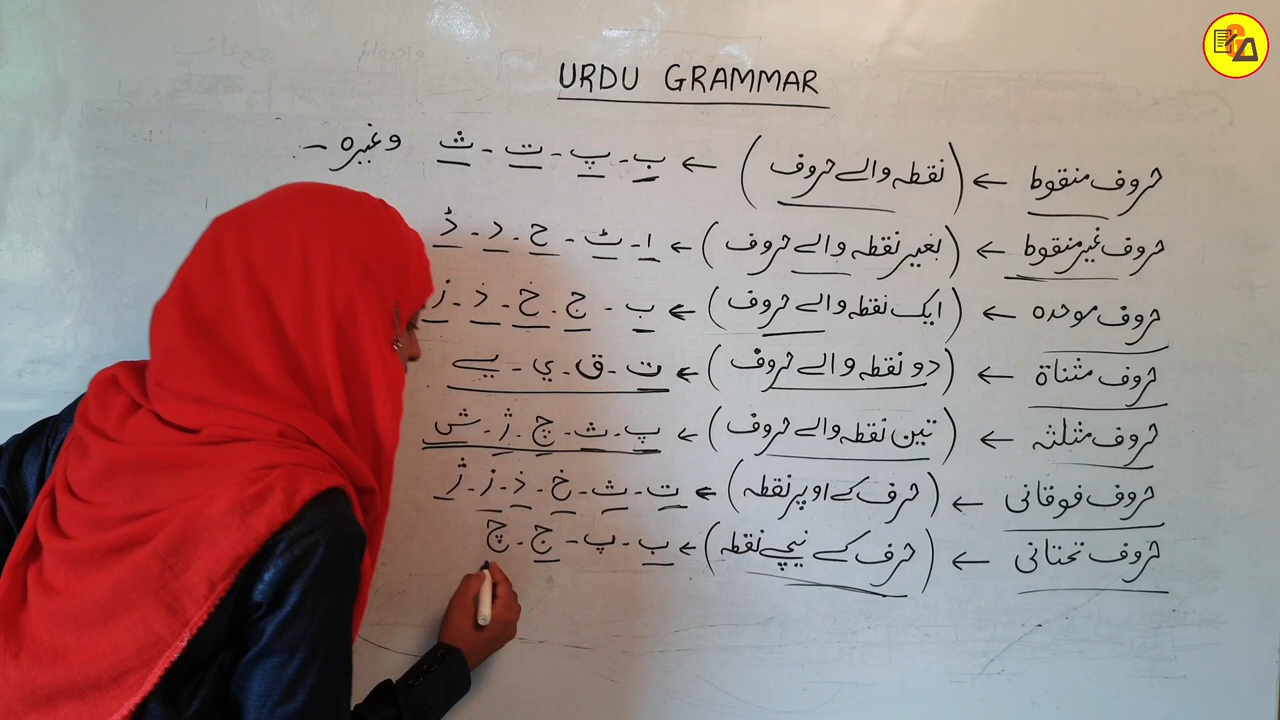 URDU GRAMMAR
حروف منقوط ← (نقطہ والے حروف) ← ب - پ - ت - ث وغیرہ -
حروف غیر منقوط ← (بغیر نقطہ والے حروف) ← ا - ٹ - ح - د - ڈ
حروف موحدہ ← (ایک نقطہ والے حروف) ← ب - ج - خ - ذ - ز
حروف مثناة ← (دو نقطہ والے حروف) ← ت - ق - ي - یے
حروف مثلثہ ← (تین نقطہ والے حروف) ← پ - ث - چ - ژ - ش
حروف فوقانی ← (حرف کے اوپر نقطہ) ← ت - ث - خ - ذ - ز - ژ
حروف تحتانی ← (حرف کے نیچے نقطہ) ← ب - پ - ج - چ